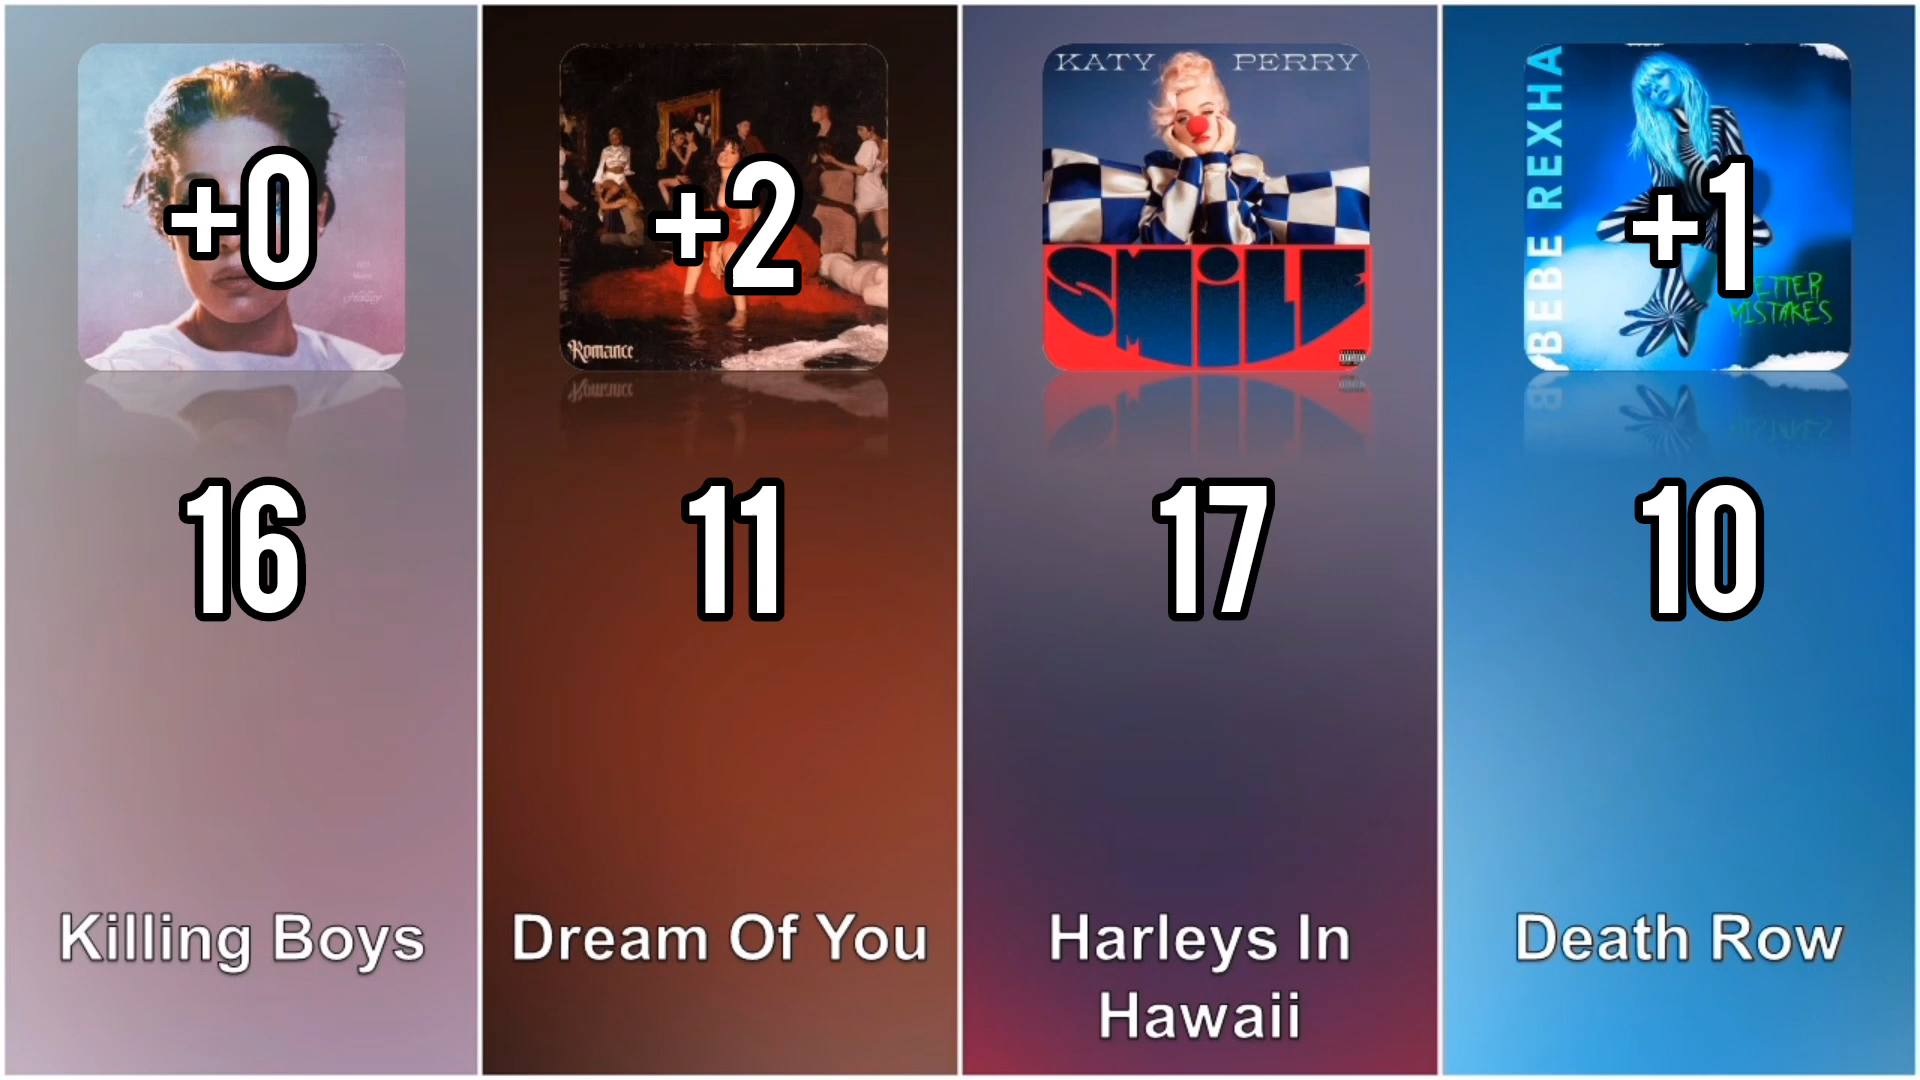 +0
16
Killing Boys
+2
Romance
11
Dream Of You
KATY PERRY
SMILE
17
Harleys In
Hawaii
BEBE REXHA
+1
ETTER
MISTAKES
10
Death Row